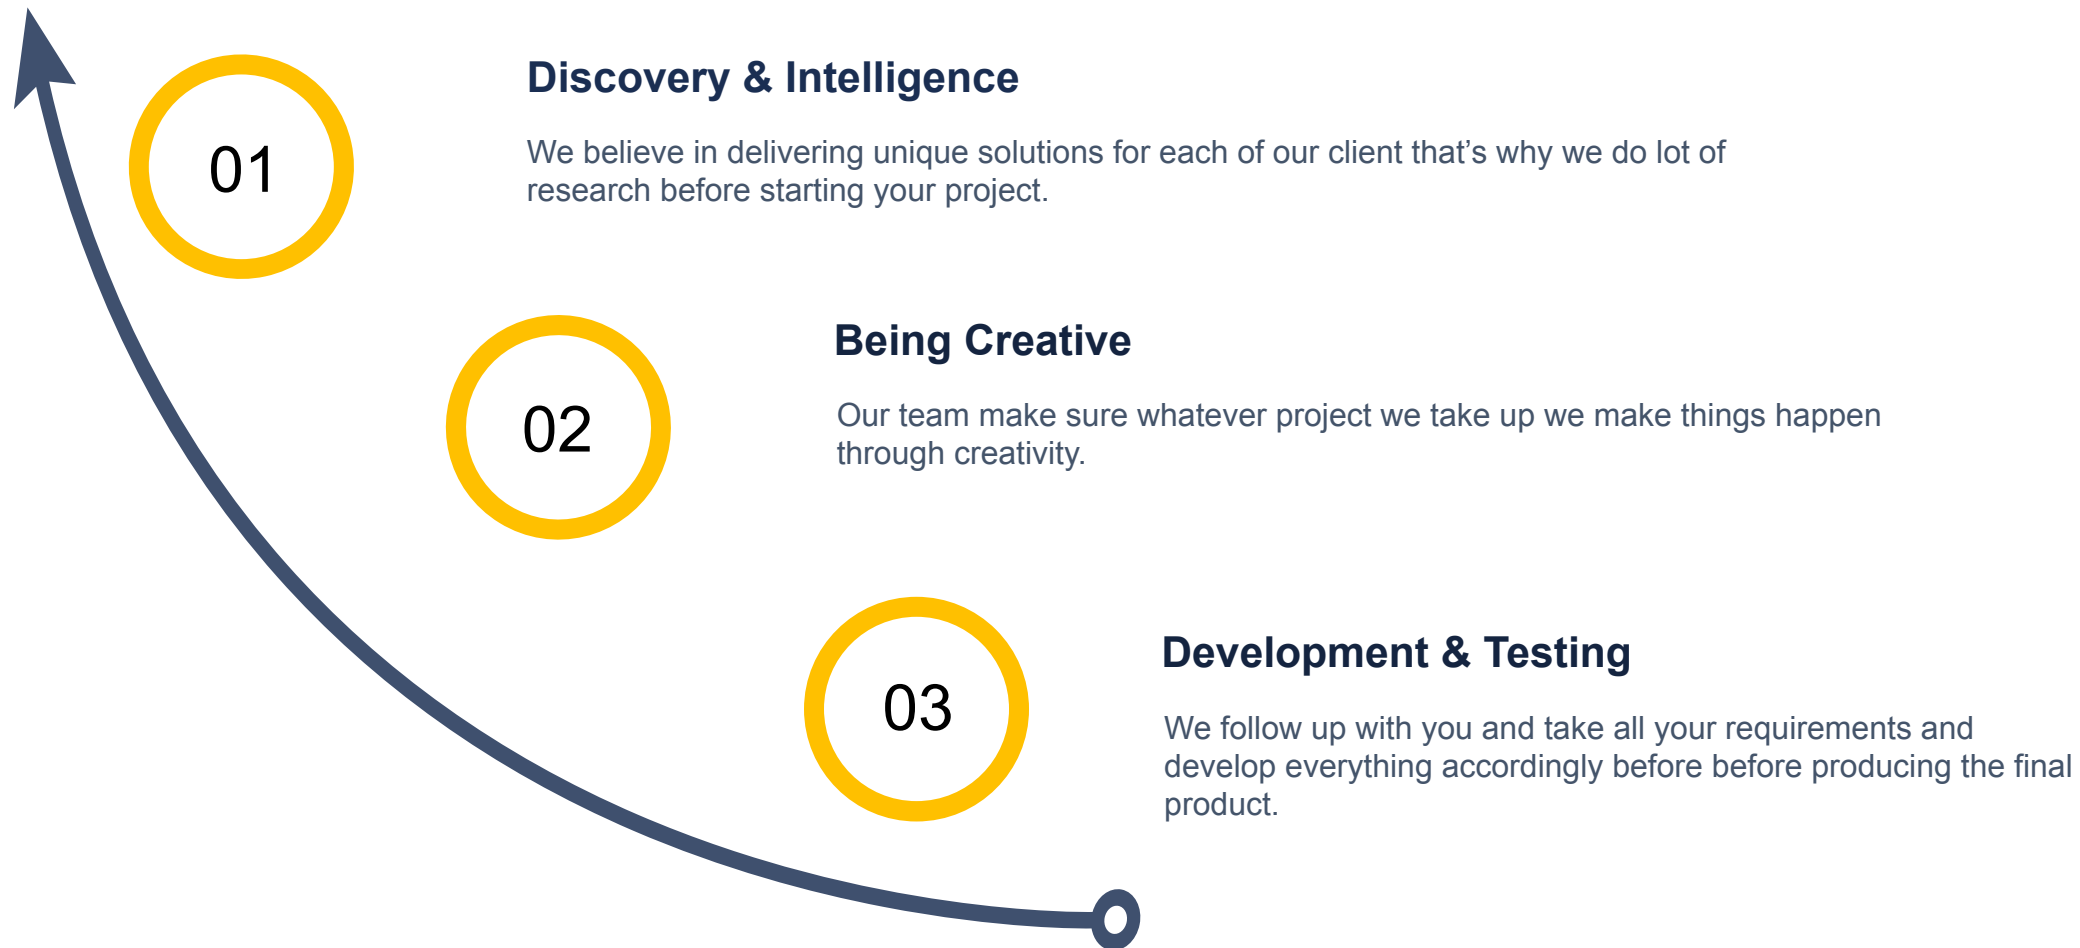 01
Discovery & Intelligence
We believe in delivering unique solutions for each of our client that’s why we do lot of
research before starting your project.
02
Being Creative
Our team make sure whatever project we take up we make things happen
through creativity.
03
Development & Testing
We follow up with you and take all your requirements and
develop everything accordingly before before producing the final
product.